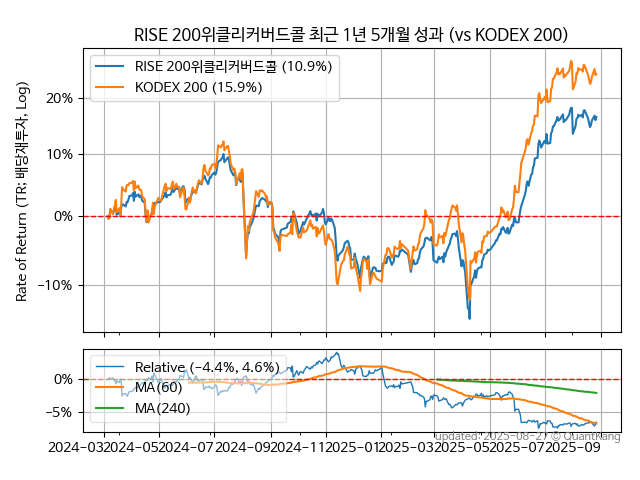 RISE 200위클리커버드콜 최근 1년 5개월 성과 (vs KODEX 200)
RISE 200위클리커버드콜 (10.9%)
KODEX 200 (15.9%)
Rate of Return (TR: 배당재투자, Log)
20%
10%
0%
−10%
Relative (−4.4%, 4.6%)
MA(60)
MA(240)
0%
−5%
2024−03
2024−05
2024−07
2024−09
2024−11
2025−01
2025−03
2025−05
2025−07
2025−09
updated: 2025−08−27 © QuantKang